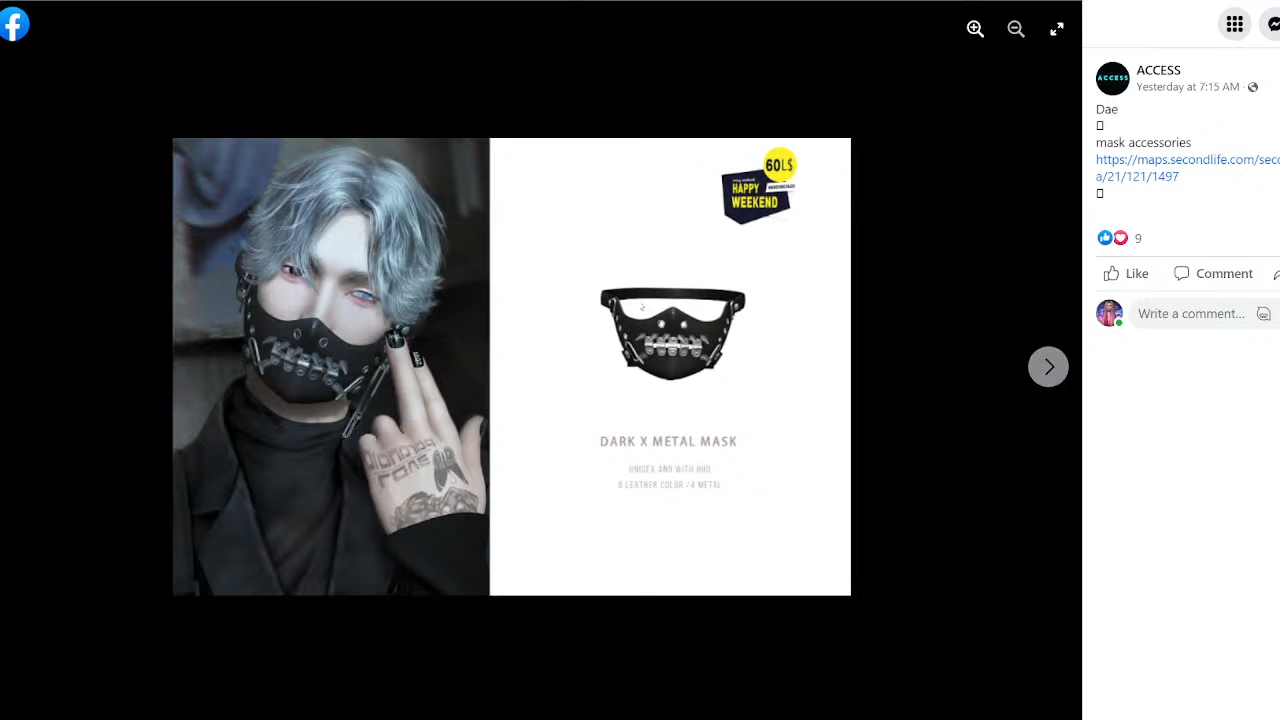 60L$
HAPPY
WEEKEND
DARK X METAL MASK
UNISEX AND WITH HUD
8 LEATHER COLOR /4 METAL
ACCESS
ACCESS
Yesterday at 7:15 AM
Dae
mask accessories
https://maps.secondlife.com/sec
a/21/121/1497
9
Like
Comment
Write a comment...